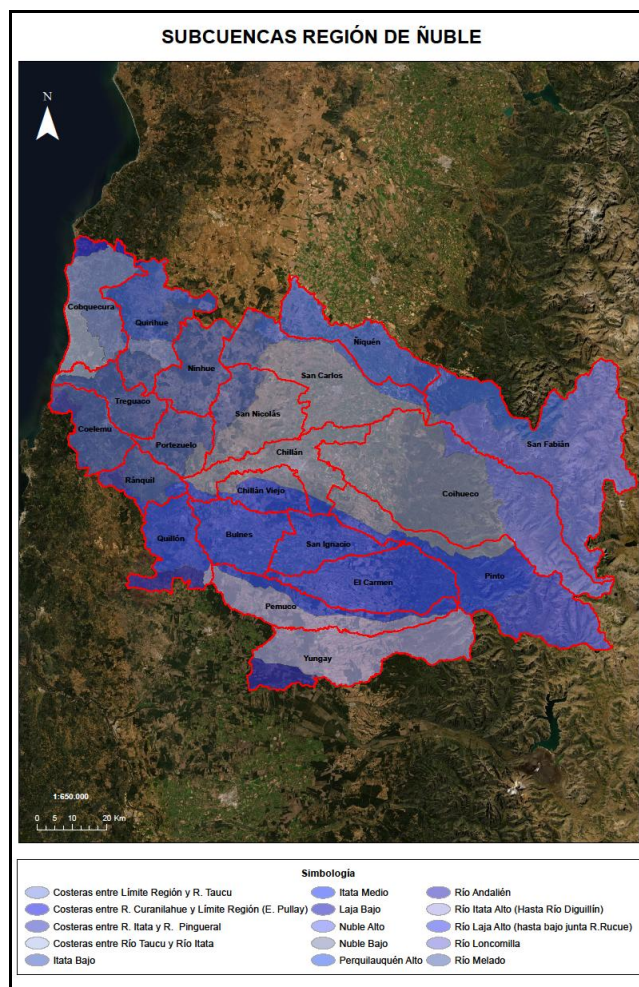 SUBCUENCAS REGIÓN DE ÑUBLE
N
Cobquecura
Quirihue
Ñiquén
Ninhue
San Carlos
Treguaco
San Nicolás
San Fabián
Coelemu
Portezuelo
Chillán
Ránquil
Chillán Viejo
Coihueco
Quillón
Bulnes
San Ignacio
El Carmen
Pinto
Pemuco
Yungay
1:650.000
0 5 10 20 Km
Simbología
Costeras entre Límite Región y R. Taucu
Costeras entre R. Curanilahue y Límite Región (E. Pullay)
Costeras entre R. Itata y R. Pingueral
Costeras entre Río Taucu y Río Itata
Itata Bajo
Itata Medio
Laja Bajo
Nuble Alto
Nuble Bajo
Perquilauquén Alto
Río Andalién
Río Itata Alto (Hasta Río Diguillín)
Río Laja Alto (hasta bajo junta R.Rucue)
Río Loncomilla
Río Melado